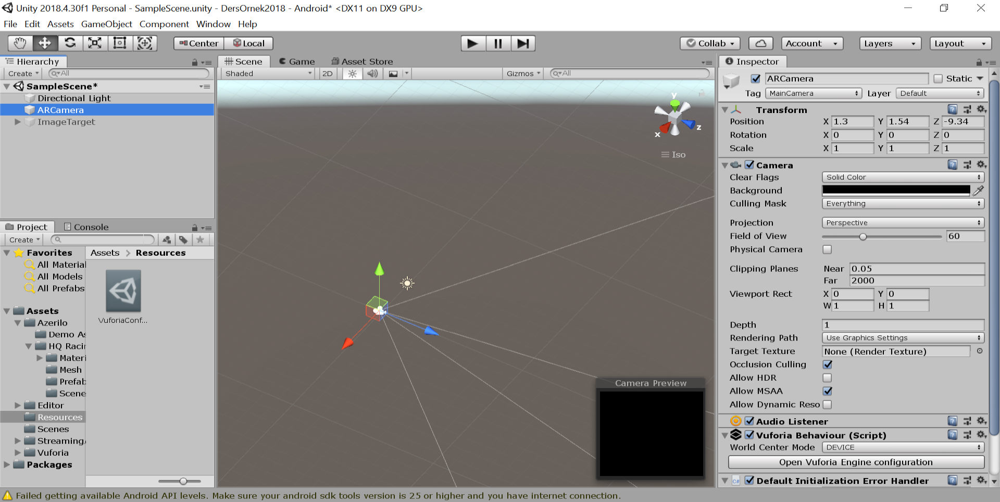 Unity 2018.4.30f1 Personal - SampleScene.unity - DersOrnek2018 - Android* <DX11 on DX9 GPU>
File Edit Assets GameObject Component Window Help
Center Local Collab Account Layers Layout
Hierarchy
Create All
SampleScene*
Directional Light
ARCamera
ImageTarget
Project Console
Create
Favorites
All Material
All Models
All Prefabs
Assets
Azerilo
Demo As
HQ Racin
Materi
Mesh
Prefab
Scene
Editor
Resources
Scenes
Streaming
Vuforia
Packages
Assets > Resources
VuforiaConf...
Scene Game Asset Store
Shaded 2D Gizmos All
y
x
z
Iso
Camera Preview
Inspector
ARCamera Static
Tag MainCamera Layer Default
Transform
Position X 1.3 Y 1.54 Z -9.34
Rotation X 0 Y 0 Z 0
Scale X 1 Y 1 Z 1
Camera
Clear Flags Solid Color
Background
Culling Mask Everything
Projection Perspective
Field of View 60
Physical Camera
Clipping Planes Near 0.05
Far 2000
Viewport Rect X 0 Y 0
W 1 H 1
Depth 1
Rendering Path Use Graphics Settings
Target Texture None (Render Texture)
Occlusion Culling
Allow HDR
Allow MSAA
Allow Dynamic Reso
Audio Listener
Vuforia Behaviour (Script)
World Center Mode DEVICE
Open Vuforia Engine configuration
C# Default Initialization Error Handler
Failed getting available Android API levels. Make sure your android sdk tools version is 25 or higher and you have internet connection.